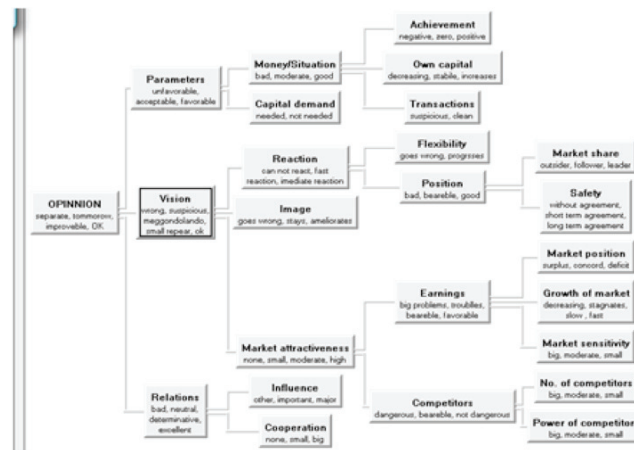 Achievement
negative, zero, positive
Money/Situation
bad, moderate, good
Own capital
decreasing, stabile, increases
Parameters
unfavorable,
acceptable, favorable
Capital demand
needed, not needed
Transactions
suspicious, clean
Flexibility
goes wrong, progrsses
Reaction
can not react, fast
reaction, imediate reaction
Market share
outsider, follower, leader
Position
bad, beareble, good
OPINNION
separate, tommorow,
improveble, OK
Vision
wrong, suspicious,
meggondolando,
small repear, ok
Image
goes wrong, stays, ameliorates
Safety
without agreement,
short term agreement,
long term agreement
Market position
surplus, concord, deficit
Earnings
big problems, troublles,
beareble, favorable
Growth of market
decreasing, stagnates,
slow , fast
Market attractiveness
none, small, moderate, high
Market sensitivity
big, moderate, small
Relations
bad, neutral,
determinative,
excellent
Influence
other, important, major
No. of competitors
big, moderate, small
Competitors
dangerous, beareble, not dangerous
Cooperation
none, small, big
Power of competitor
big, moderate, small